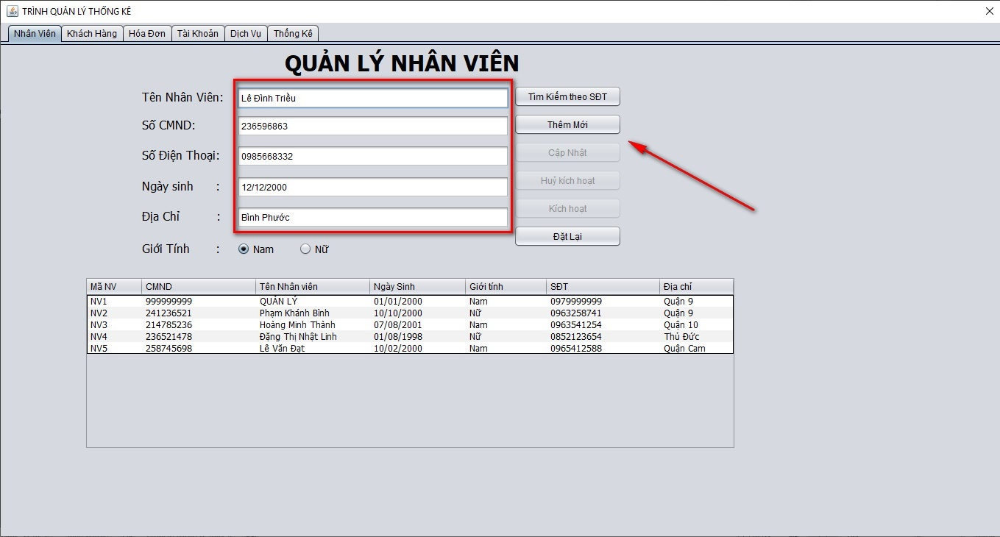 TRÌNH QUẢN LÝ THỐNG KÊ
Nhân Viên Khách Hàng Hóa Đơn Tài Khoản Dịch Vụ Thống Kê
QUẢN LÝ NHÂN VIÊN
Tên Nhân Viên: Lê Đình Triều Tìm Kiếm theo SĐT
Số CMND: 236596863 Thêm Mới
Số Điện Thoại: 0985668332 Cập Nhật
Ngày sinh : 12/12/2000 Huỷ kích hoạt
Địa Chỉ : Bình Phước Kích hoạt
Đặt Lại
Giới Tính : Nam Nữ
Mã NV CMND Tên Nhân viên Ngày Sinh Giới tính SĐT Địa chỉ
NV1 999999999 QUẢN LÝ 01/01/2000 Nam 0979999999 Quận 9
NV2 241236521 Phạm Khánh Bình 10/10/2000 Nữ 0963258741 Quận 9
NV3 214785236 Hoàng Minh Thành 07/08/2001 Nam 0963541254 Quận 10
NV4 236521478 Đặng Thị Nhật Linh 01/08/1998 Nữ 0852123654 Thủ Đức
NV5 258745698 Lê Văn Đạt 10/02/2000 Nam 0965412588 Quận Cam